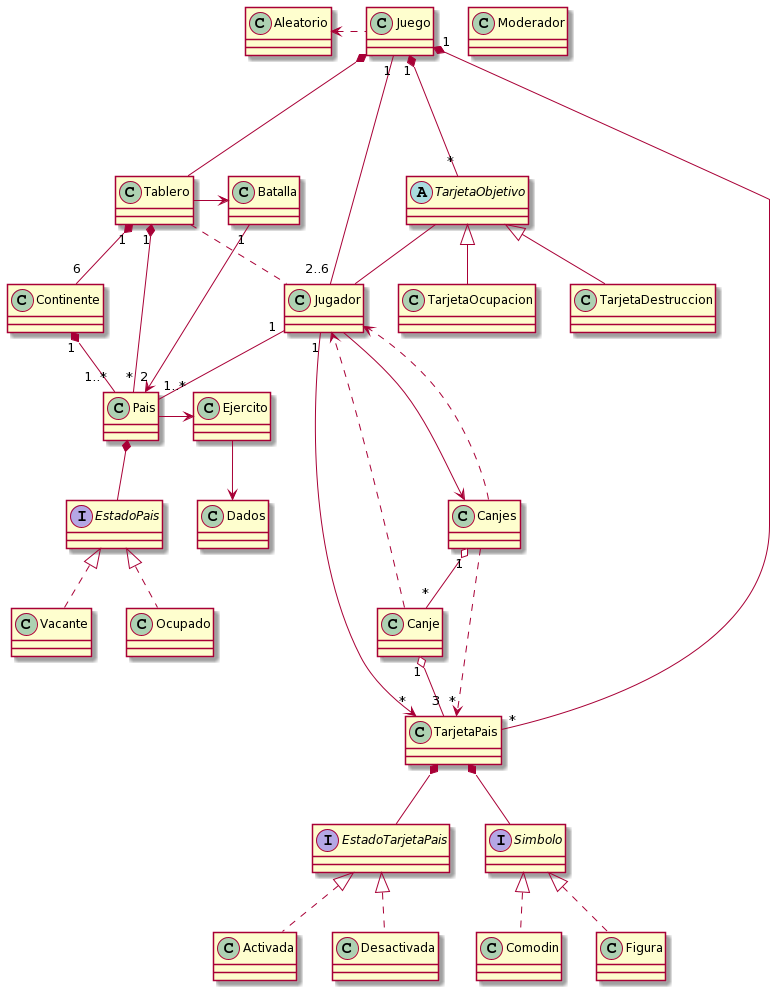 C Aleatorio
C Juego
C Moderador
1
1
1
*
C Tablero
C Batalla
A TarjetaObjetivo
1
1
1
6
2..6
C Continente
C Jugador
C TarjetaOcupacion
C TarjetaDestruccion
1
1
1
1..*
*
2
1..*
C Pais
C Ejercito
I EstadoPais
C Dados
C Canjes
1
*
C Vacante
C Ocupado
C Canje
1
*
3
*
*
C TarjetaPais
I EstadoTarjetaPais
I Simbolo
C Activada
C Desactivada
C Comodin
C Figura